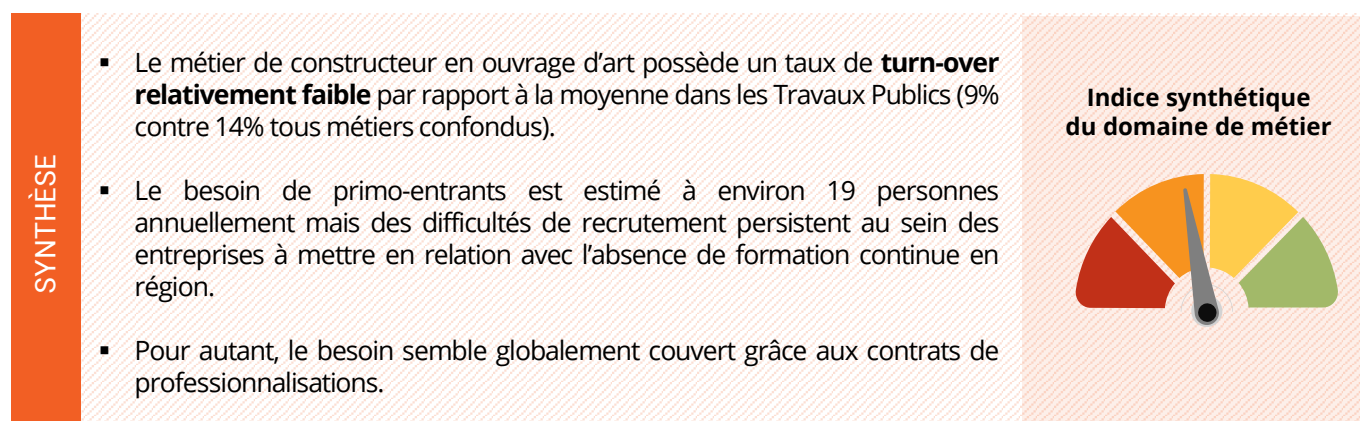 SYNTHÈSE
▪ Le métier de constructeur en ouvrage d’art possède un taux de turn-over
relativement faible par rapport à la moyenne dans les Travaux Publics (9%
contre 14% tous métiers confondus).
▪ Le besoin de primo-entrants est estimé à environ 19 personnes
annuellement mais des difficultés de recrutement persistent au sein des
entreprises à mettre en relation avec l’absence de formation continue en
région.
▪ Pour autant, le besoin semble globalement couvert grâce aux contrats de
professionnalisations.
Indice synthétique
du domaine de métier